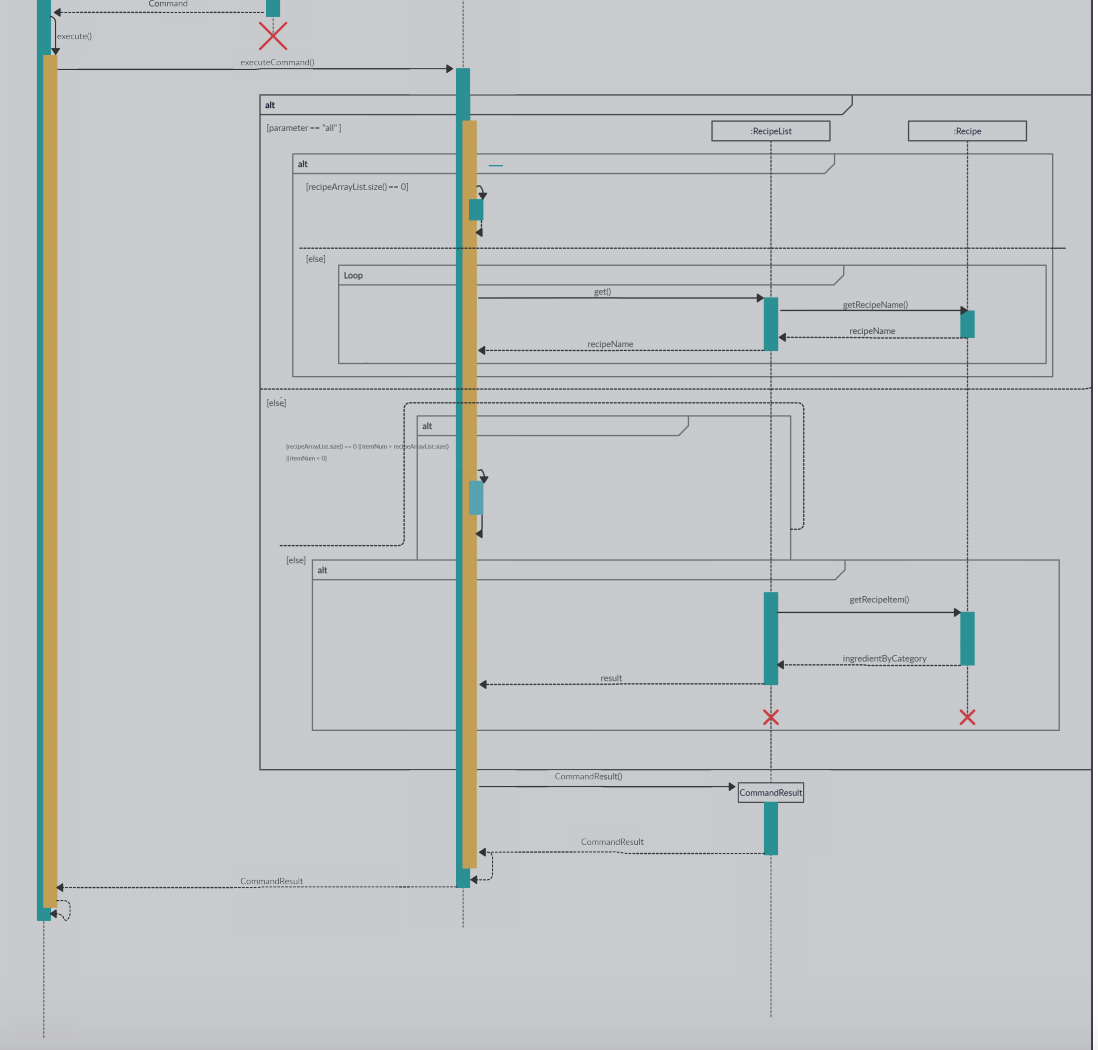 Command
execute()
executeCommand()
alt
[parameter == "all" ]
:RecipeList
:Recipe
alt
[recipeArrayList.size() == 0]
[else]
Loop
get()
getRecipeName()
recipeName
recipeName
[else]
alt
[recipeArrayList.size() == 0 || itemNum > recipeArrayList.size()
|| itemNum < 0]
[else]
alt
getRecipeItem()
ingredientByCategory
result
CommandResult()
CommandResult
CommandResult
CommandResult